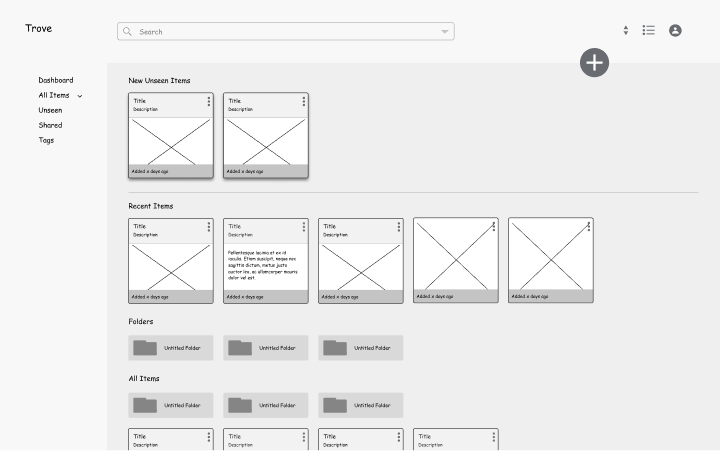 Trove
Search
Dashboard
All Items
Unseen
Shared
Tags
New Unseen Items
Title
Description
Added n days ago
Title
Description
Added n days ago
Recent Items
Title
Description
Added n days ago
Title
Description
Pellentesque lacinia et ex id
iaculis. Etiam suscipit, neque nec
sagittis dictum, metus justo
auctor leo, ac ullamcorper mauris
dolor vel est.
Added n days ago
Title
Description
Added n days ago
Added n days ago
Added n days ago
Folders
Untitled Folder
Untitled Folder
Untitled Folder
All Items
Untitled Folder
Untitled Folder
Untitled Folder
Title
Description
Title
Description
Title
Description
Title
Description